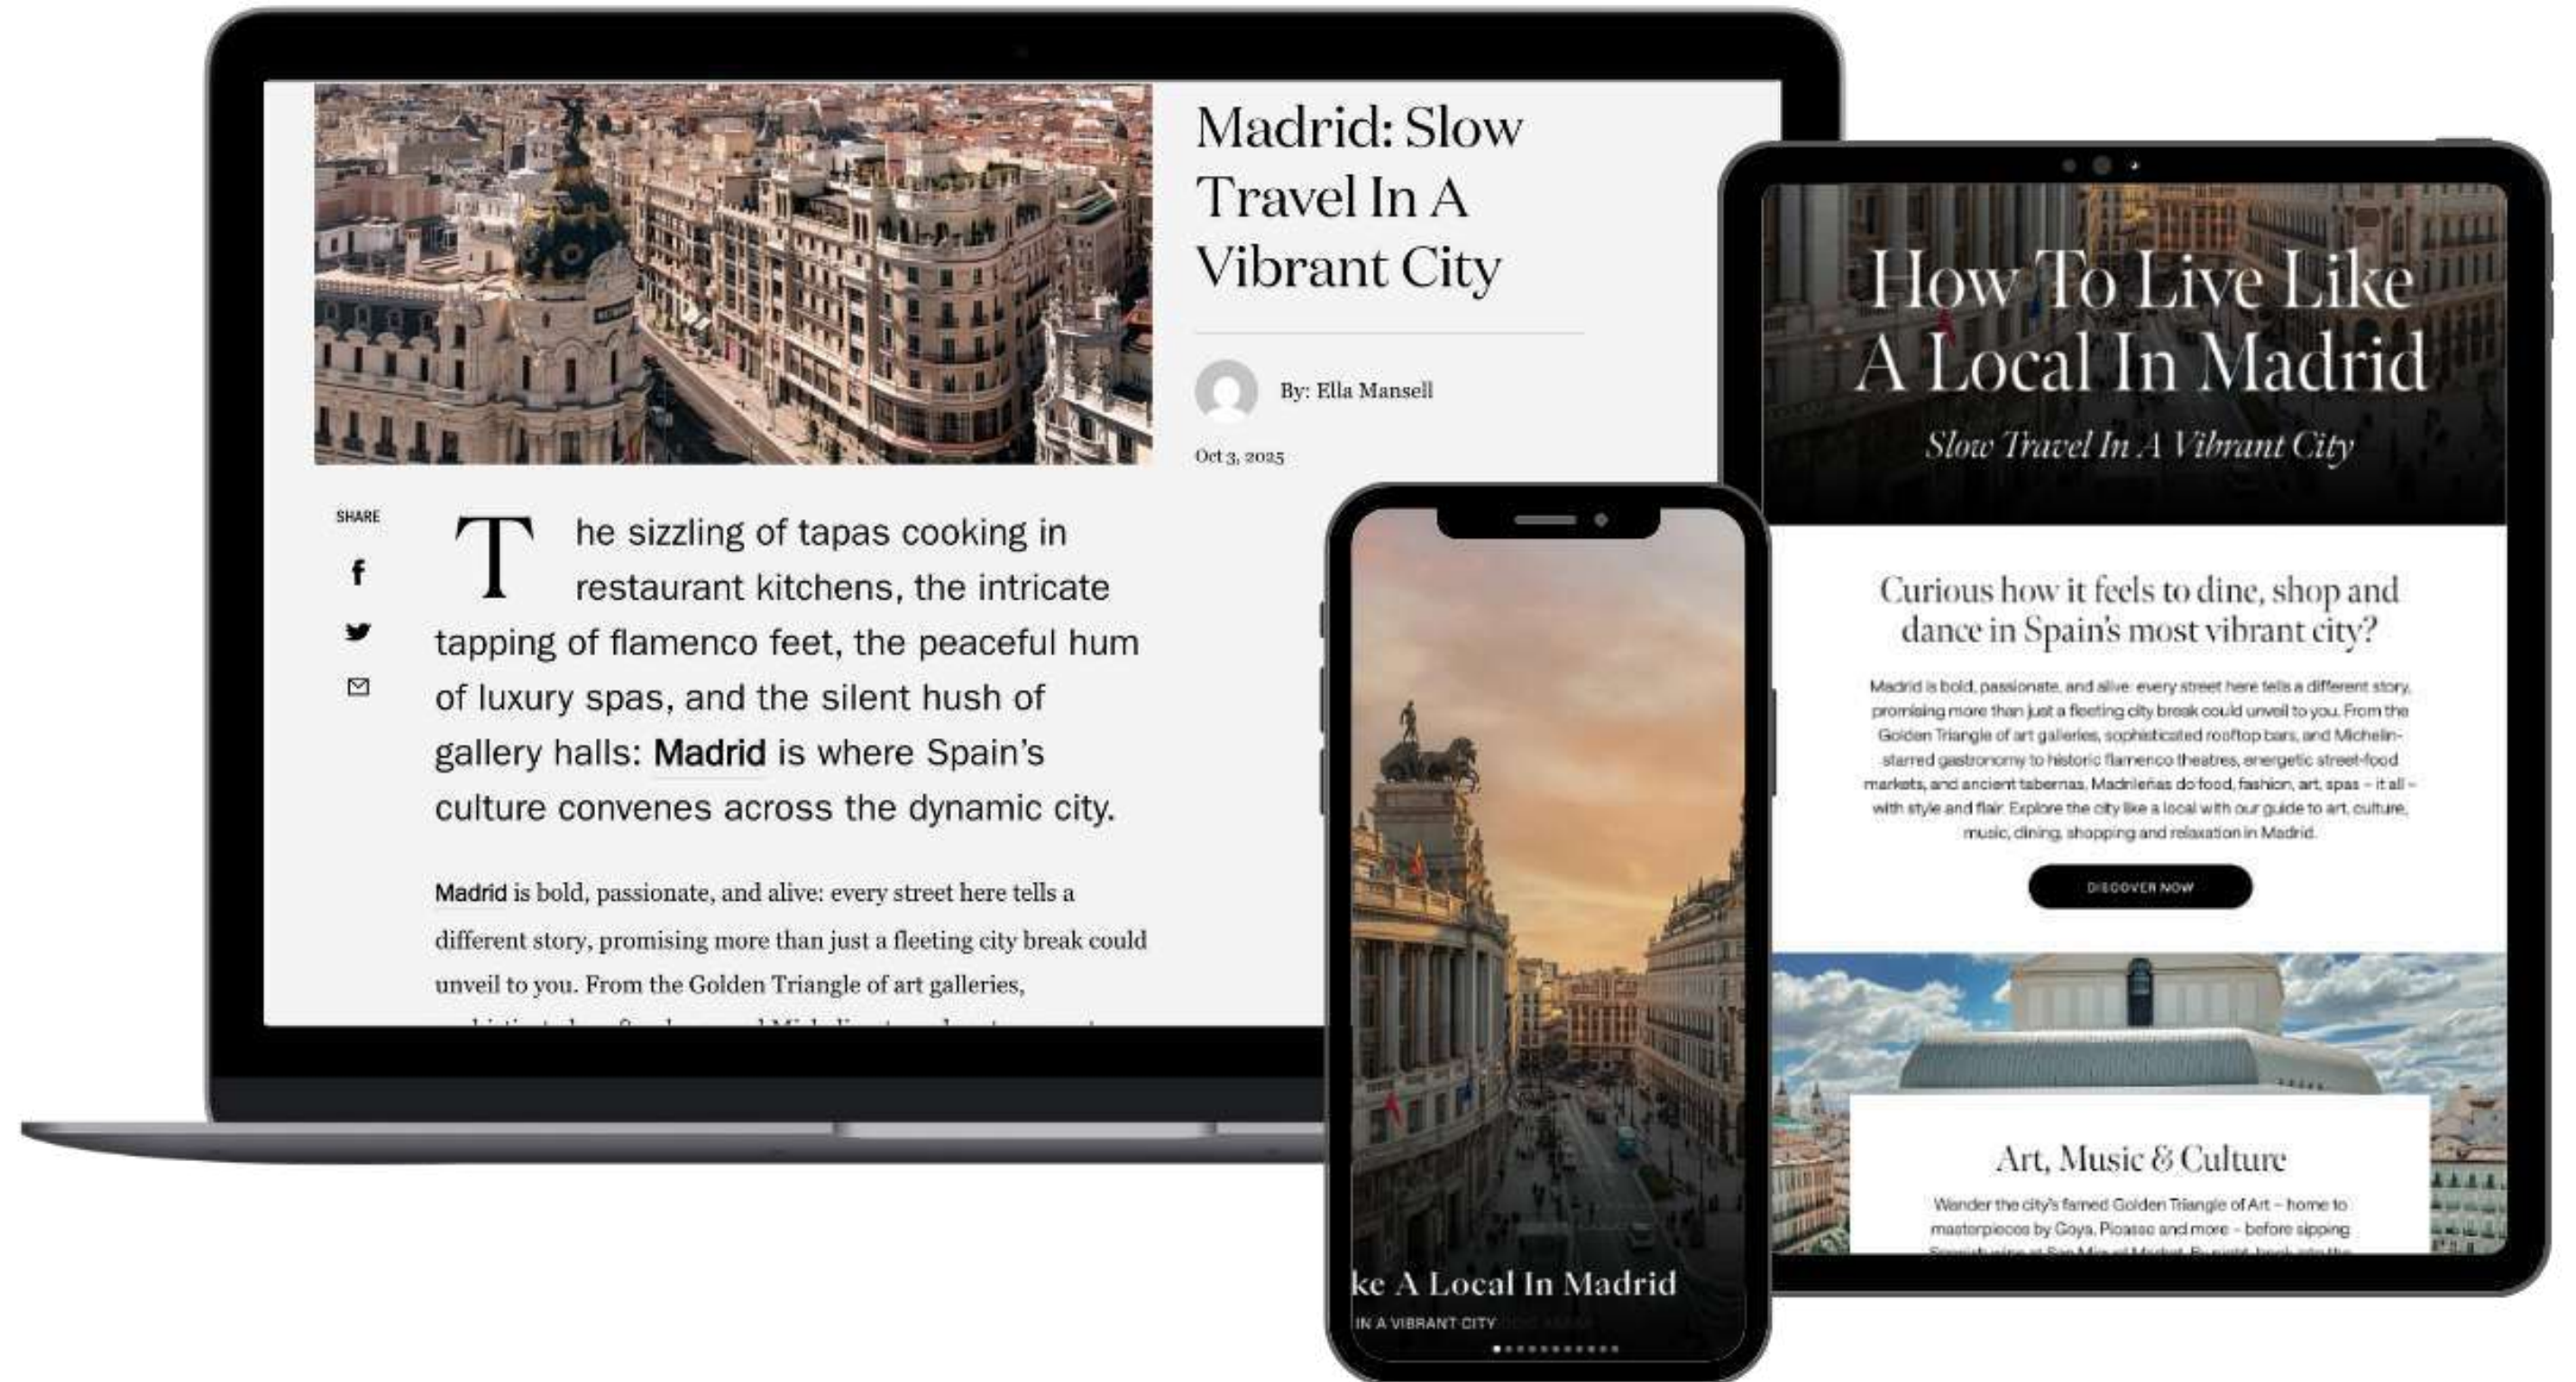 Madrid: Slow
Travel In A
Vibrant City
By: Ella Mansell
Oct 3, 2025
SHARE
The sizzling of tapas cooking in
restaurant kitchens, the intricate
tapping of flamenco feet, the peaceful hum
of luxury spas, and the silent hush of
gallery halls: Madrid is where Spain's
culture convenes across the dynamic city.
Madrid is bold, passionate, and alive: every street here tells a
different story, promising more than just a fleeting city break could
unveil to you. From the Golden Triangle of art galleries,
ke A Local In Madrid
IN A VIBRANT CITY
How To Live Like
A Local In Madrid
Slow Travel In A Vibrant City
Curious how it feels to dine, shop and
dance in Spain's most vibrant city?
Madrid is bold, passionate, and alive: every street here tells a different story,
promising more than just a fleeting city break could unveil to you. From the
Golden Triangle of art galleries, sophisticated rooftop bars, and Michelin-
starred gastronomy to historic flamenco theatres, energetic street-food
markets, and ancient tabernas, Madrileñas do food, fashion, art, spas – it all –
with style and flair. Explore the city like a local with our guide to art, culture,
music, dining, shopping and relaxation in Madrid.
DISCOVER NOW
Art, Music & Culture
Wander the city's famed Golden Triangle of Art – home to
masterpieces by Goya, Picasso and more – before sipping